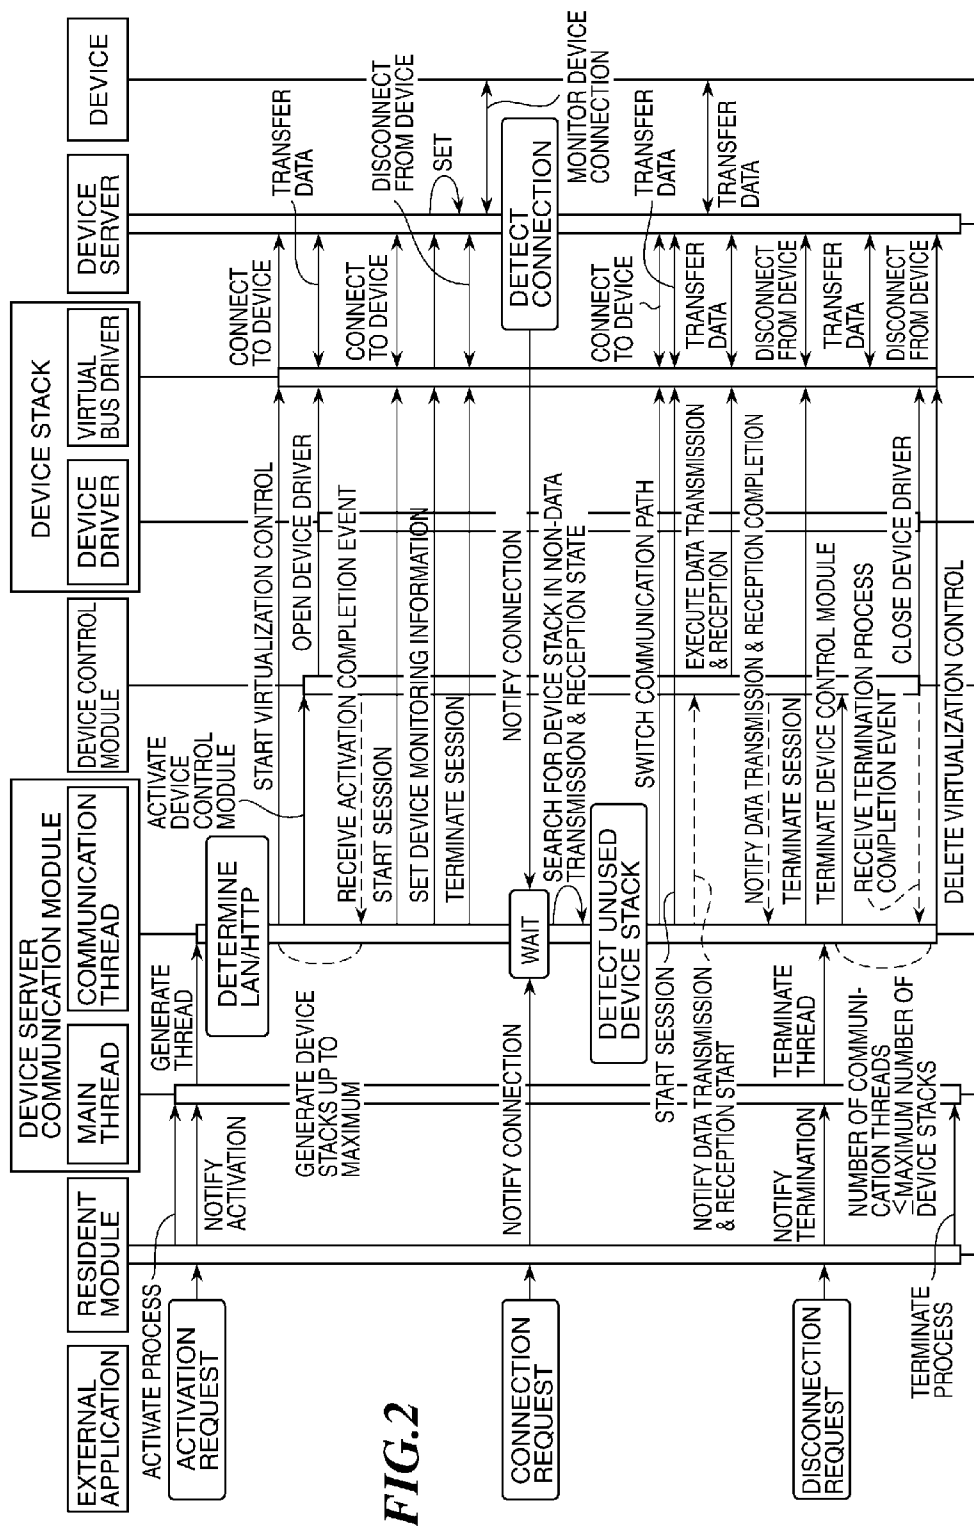 FIG.2
EXTERNAL
APPLICATION
RESIDENT
MODULE
DEVICE SERVER
COMMUNICATION MODULE
MAIN
THREAD
COMMUNICATION
THREAD
DEVICE CONTROL
MODULE
DEVICE STACK
DEVICE
DRIVER
VIRTUAL
BUS DRIVER
DEVICE
SERVER
DEVICE
ACTIVATE PROCESS
ACTIVATION
REQUEST
NOTIFY
ACTIVATION
GENERATE
THREAD
DETERMINE
LAN/HTTP
ACTIVATE
DEVICE
CONTROL
MODULE
START VIRTUALIZATION CONTROL
CONNECT
TO DEVICE
OPEN DEVICE DRIVER
TRANSFER
DATA
GENERATE DEVICE
STACKS UP TO
MAXIMUM
RECEIVE ACTIVATION COMPLETION EVENT
START SESSION
CONNECT
TO DEVICE
SET DEVICE MONITORING INFORMATION
SET
TERMINATE SESSION
DISCONNECT
FROM DEVICE
MONITOR DEVICE
CONNECTION
DETECT
CONNECTION
CONNECTION
REQUEST
NOTIFY CONNECTION
WAIT
NOTIFY CONNECTION
SEARCH FOR DEVICE STACK IN NON-DATA
TRANSMISSION & RECEPTION STATE
DETECT UNUSED
DEVICE STACK
SWITCH COMMUNICATION PATH
CONNECT
TO DEVICE
TRANSFER
DATA
START SESSION
NOTIFY DATA TRANSMISSION
& RECEPTION START
EXECUTE DATA TRANSMISSION
& RECEPTION
TRANSFER
DATA
TRANSFER
DATA
NOTIFY DATA TRANSMISSION & RECEPTION COMPLETION
TERMINATE SESSION
DISCONNECT
FROM DEVICE
DISCONNECTION
REQUEST
NOTIFY
TERMINATION
TERMINATE
THREAD
TERMINATE DEVICE CONTROL MODULE
TRANSFER
DATA
NUMBER OF COMMUNI-
CATION THREADS
≤MAXIMUM NUMBER OF
DEVICE STACKS
RECEIVE TERMINATION PROCESS
COMPLETION EVENT
CLOSE DEVICE DRIVER
DISCONNECT
FROM DEVICE
TERMINATE
PROCESS
DELETE VIRTUALIZATION CONTROL